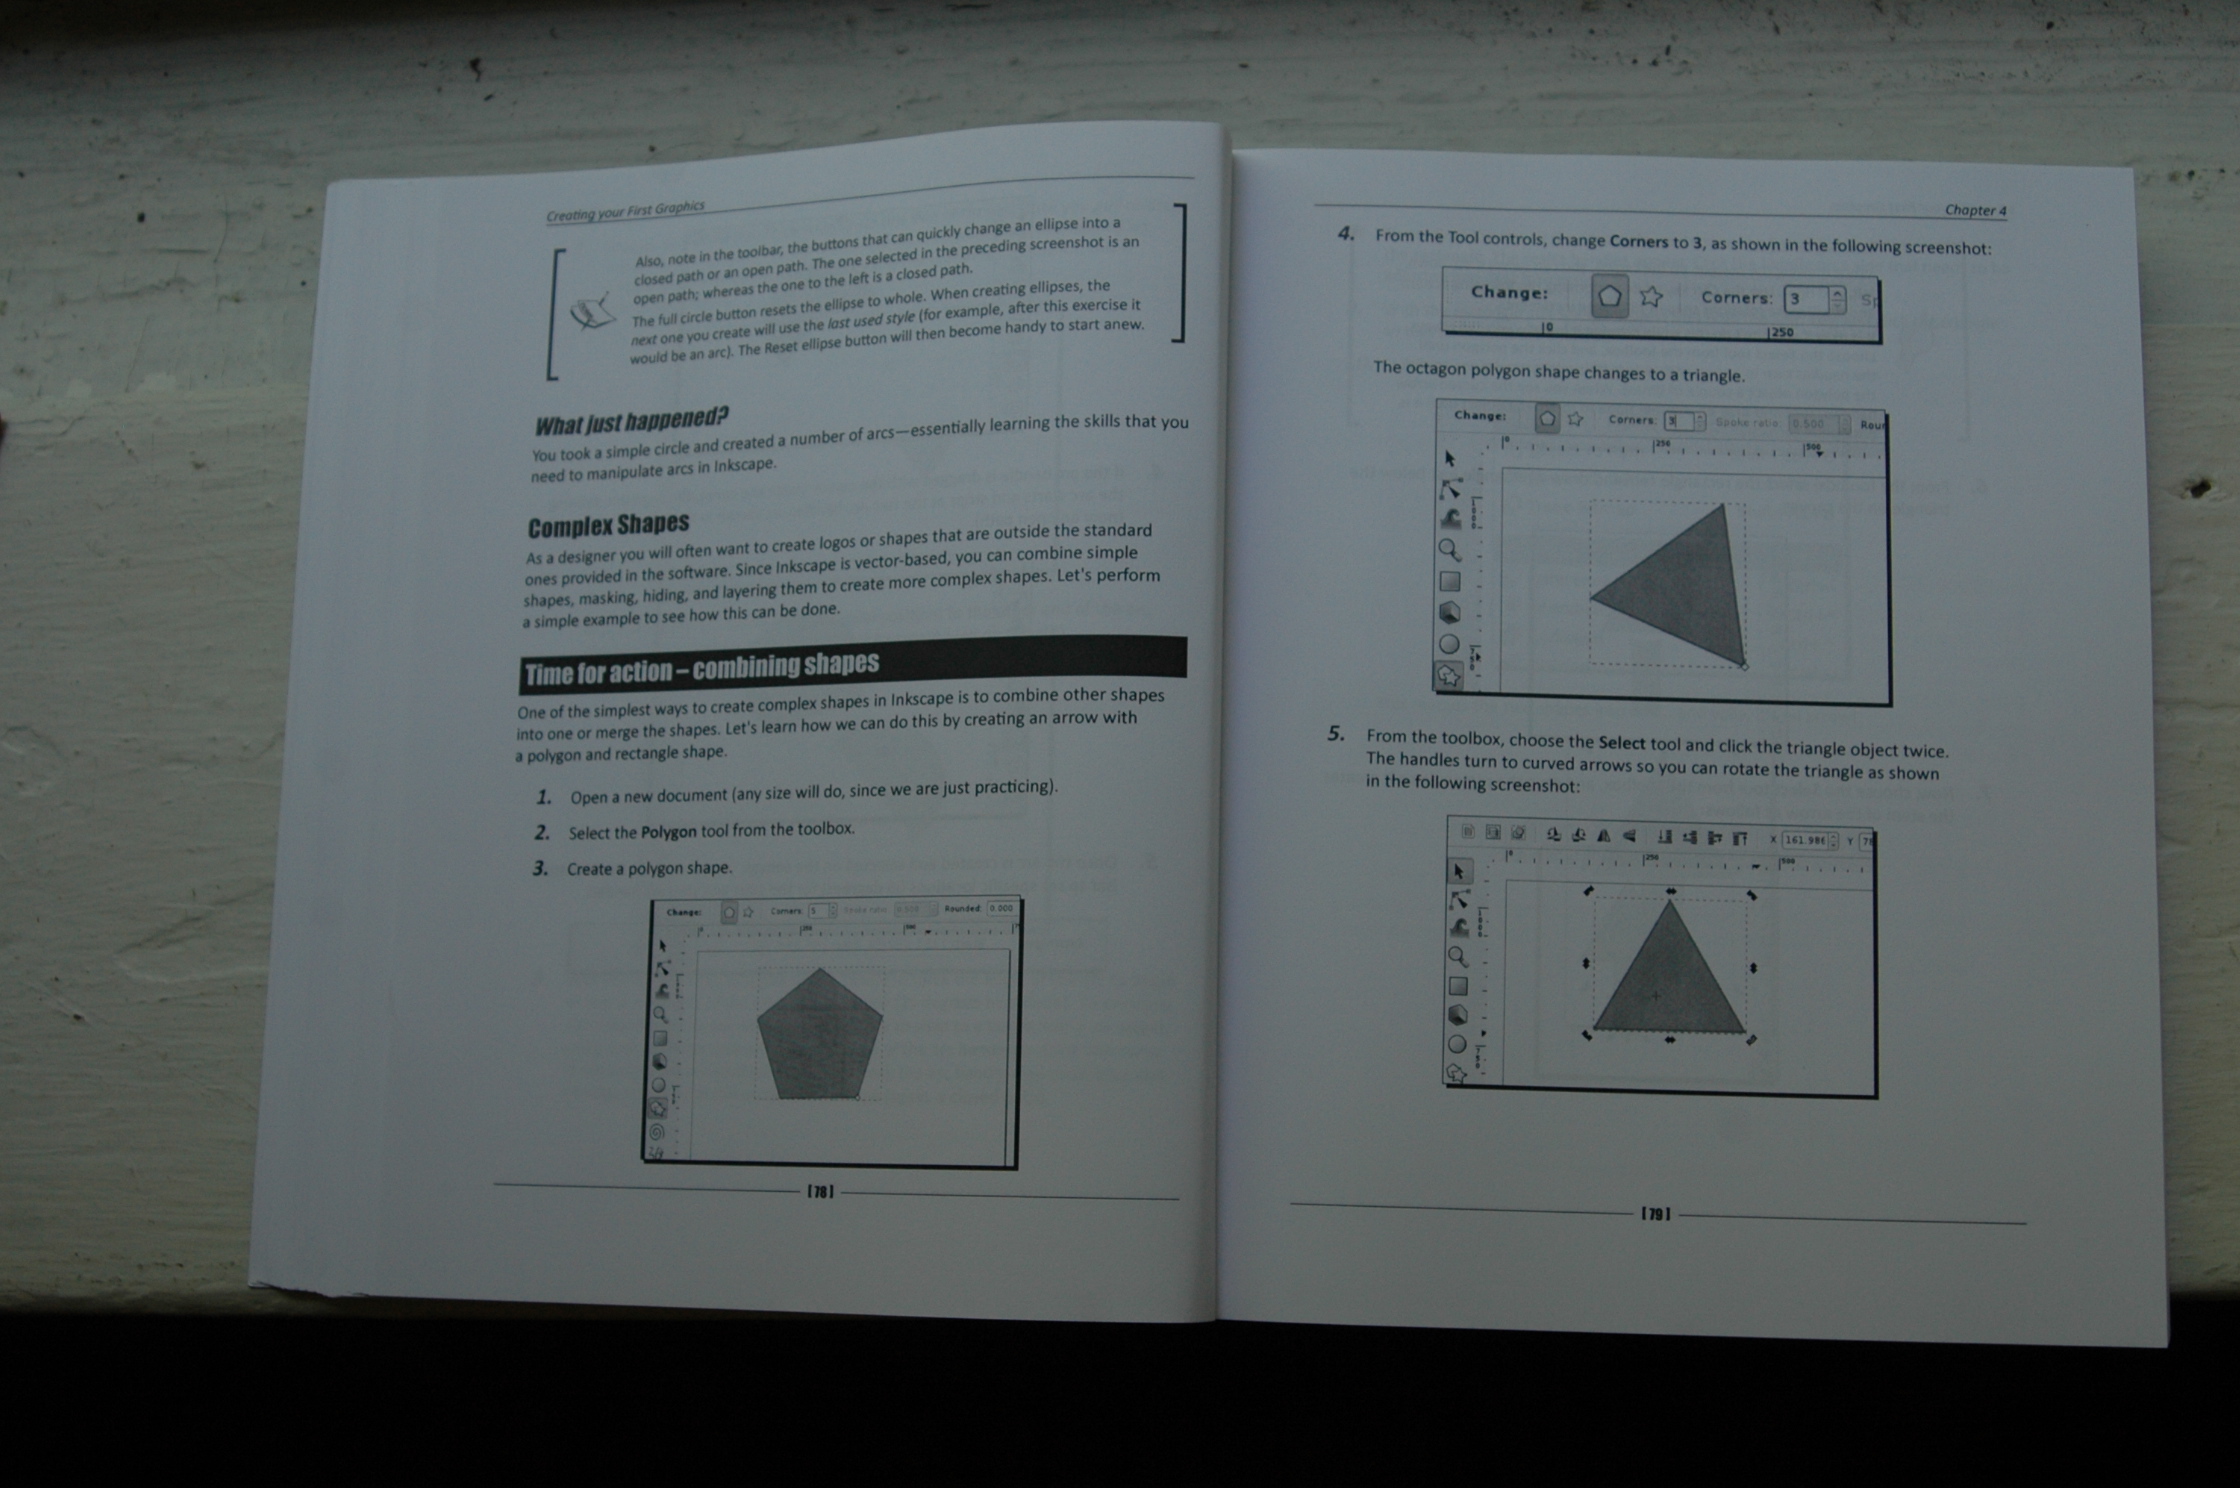 Creating your First Graphics
Also, note in the toolbar, the buttons that can quickly change an ellipse into a
closed path or an open path. The one selected in the preceding screenshot is an
open path; whereas the one to the left is a closed path.
The full circle button resets the ellipse to whole. When creating ellipses, the
next one you create will use the last used style (for example, after this exercise it
would be an arc). The Reset ellipse button will then become handy to start anew.
What just happened?
You took a simple circle and created a number of arcs—essentially learning the skills that you
need to manipulate arcs in Inkscape.
Complex Shapes
As a designer you will often want to create logos or shapes that are outside the standard
ones provided in the software. Since Inkscape is vector-based, you can combine simple
shapes, masking, hiding, and layering them to create more complex shapes. Let's perform
a simple example to see how this can be done.
Time for action – combining shapes
One of the simplest ways to create complex shapes in Inkscape is to combine other shapes
into one or merge the shapes. Let's learn how we can do this by creating an arrow with
a polygon and rectangle shape.
1. Open a new document (any size will do, since we are just practicing).
2. Select the Polygon tool from the toolbox.
3. Create a polygon shape.
Change: Corners: 5 Rounded: 0.000
[78]
Chapter 4
4. From the Tool controls, change Corners to 3, as shown in the following screenshot:
Change: Corners: 3 Sp
0 250
The octagon polygon shape changes to a triangle.
Change: Corners: 3 Spoke ratio: 0.500 Roun
0 250 500
5. From the toolbox, choose the Select tool and click the triangle object twice.
The handles turn to curved arrows so you can rotate the triangle as shown
in the following screenshot:
X 161.986 Y
0 250 500
[79]